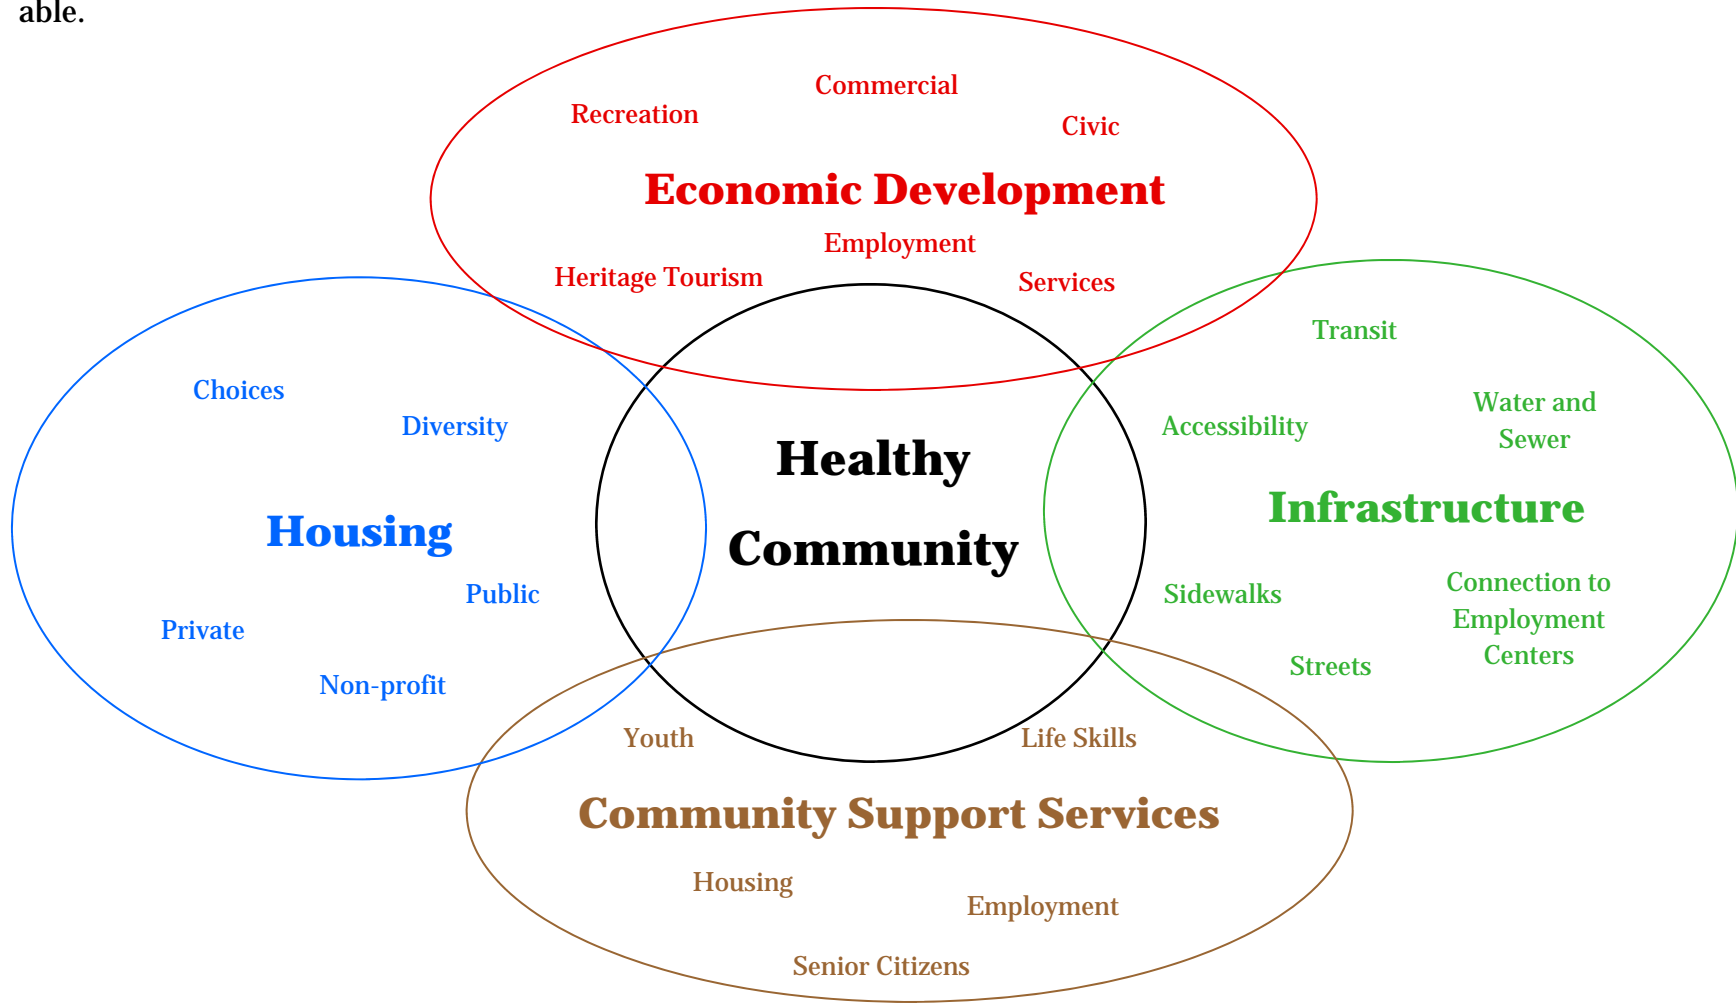 able.
Commercial
Recreation
Civic
Economic Development
Employment
Heritage Tourism
Services
Choices
Diversity
Housing
Public
Private
Non-profit
Healthy
Community
Transit
Accessibility
Water and
Sewer
Infrastructure
Sidewalks
Connection to
Employment
Centers
Streets
Youth
Life Skills
Community Support Services
Housing
Employment
Senior Citizens